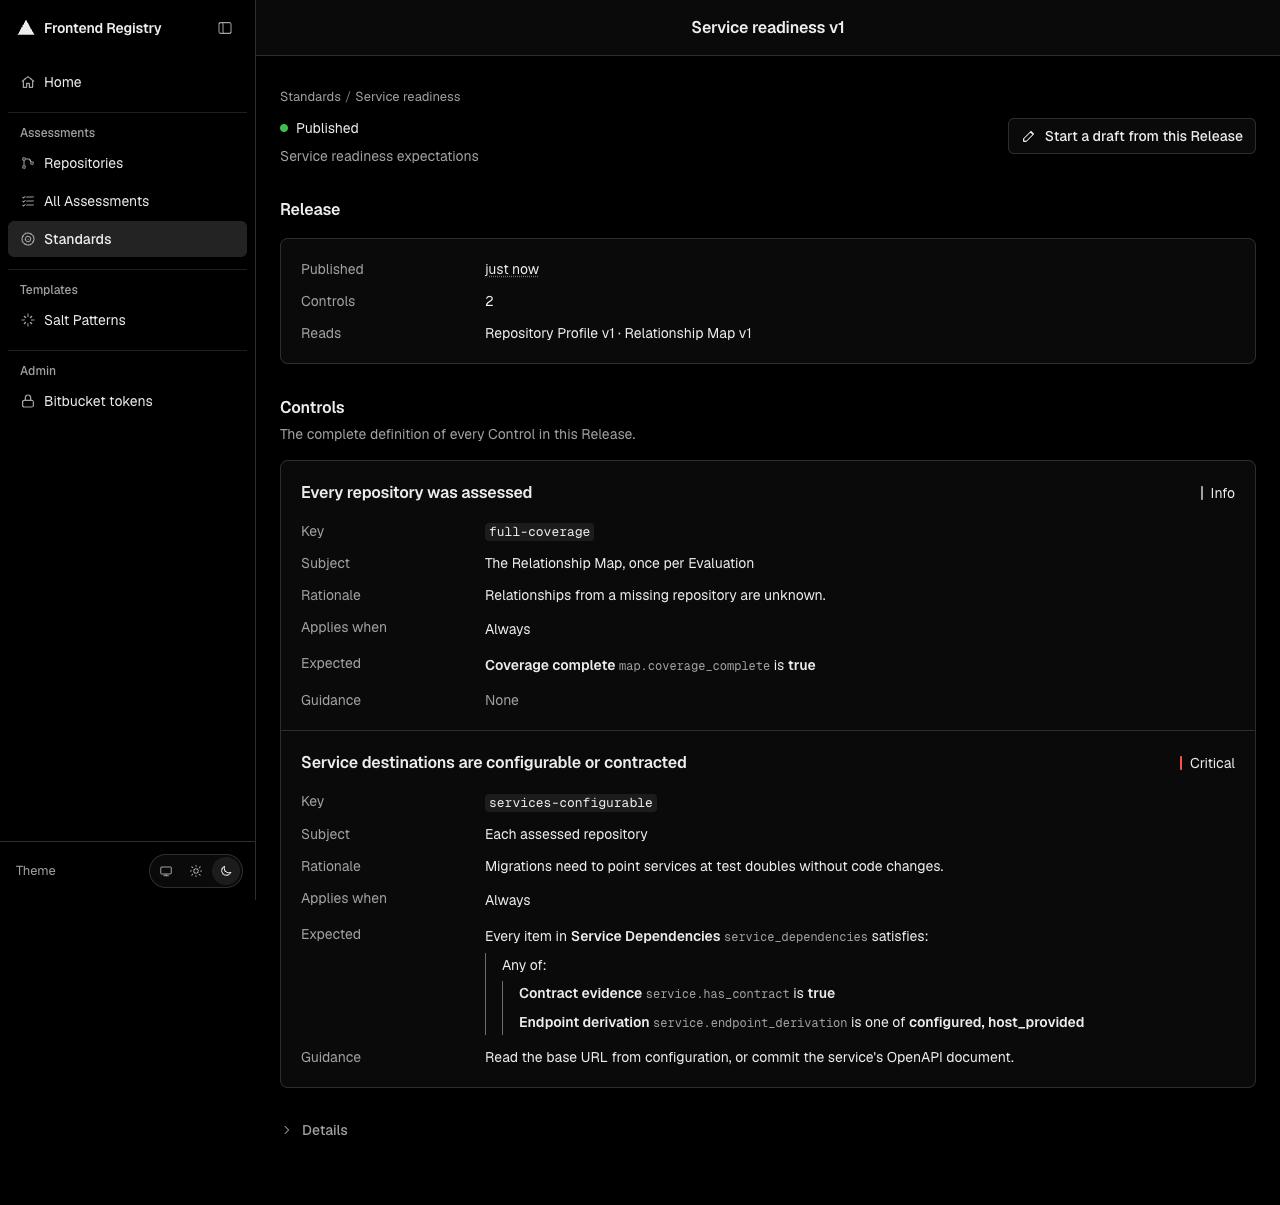 Frontend Registry
Service readiness v1
Home
Assessments
Repositories
All Assessments
Standards
Templates
Salt Patterns
Admin
Bitbucket tokens
Theme
Standards / Service readiness
Published
Service readiness expectations
Start a draft from this Release
Release
Published just now
Controls 2
Reads Repository Profile v1 · Relationship Map v1
Controls
The complete definition of every Control in this Release.
Every repository was assessed Info
Key full-coverage
Subject The Relationship Map, once per Evaluation
Rationale Relationships from a missing repository are unknown.
Applies when Always
Expected Coverage complete map.coverage_complete is true
Guidance None
Service destinations are configurable or contracted Critical
Key services-configurable
Subject Each assessed repository
Rationale Migrations need to point services at test doubles without code changes.
Applies when Always
Expected Every item in Service Dependencies service_dependencies satisfies:
Any of:
Contract evidence service.has_contract is true
Endpoint derivation service.endpoint_derivation is one of configured, host_provided
Guidance Read the base URL from configuration, or commit the service's OpenAPI document.
Details